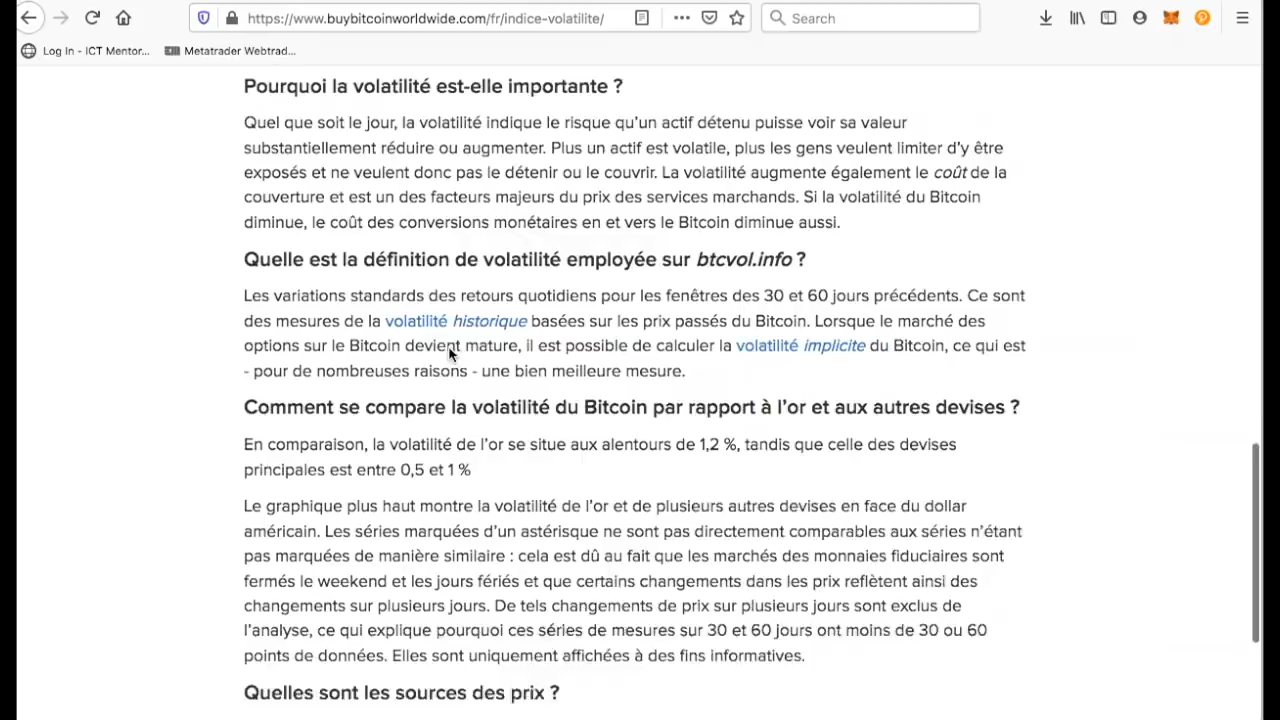 https://www.buybitcoinworldwide.com/fr/indice-volatilite/
Search
Log In - ICT Mentor...
Metatrader Webtrad...
Pourquoi la volatilité est-elle importante ?
Quel que soit le jour, la volatilité indique le risque qu'un actif détenu puisse voir sa valeur
substantiellement réduire ou augmenter. Plus un actif est volatile, plus les gens veulent limiter d'y être
exposés et ne veulent donc pas le détenir ou le couvrir. La volatilité augmente également le coût de la
couverture et est un des facteurs majeurs du prix des services marchands. Si la volatilité du Bitcoin
diminue, le coût des conversions monétaires en et vers le Bitcoin diminue aussi.
Quelle est la définition de volatilité employée sur btcvol.info ?
Les variations standards des retours quotidiens pour les fenêtres des 30 et 60 jours précédents. Ce sont
des mesures de la volatilité historique basées sur les prix passés du Bitcoin. Lorsque le marché des
options sur le Bitcoin devient mature, il est possible de calculer la volatilité implicite du Bitcoin, ce qui est
- pour de nombreuses raisons - une bien meilleure mesure.
Comment se compare la volatilité du Bitcoin par rapport à l'or et aux autres devises ?
En comparaison, la volatilité de l'or se situe aux alentours de 1,2 %, tandis que celle des devises
principales est entre 0,5 et 1 %
Le graphique plus haut montre la volatilité de l'or et de plusieurs autres devises en face du dollar
américain. Les séries marquées d'un astérisque ne sont pas directement comparables aux séries n'étant
pas marquées de manière similaire : cela est dû au fait que les marchés des monnaies fiduciaires sont
fermés le weekend et les jours fériés et que certains changements dans les prix reflètent ainsi des
changements sur plusieurs jours. De tels changements de prix sur plusieurs jours sont exclus de
l'analyse, ce qui explique pourquoi ces séries de mesures sur 30 et 60 jours ont moins de 30 ou 60
points de données. Elles sont uniquement affichées à des fins informatives.
Quelles sont les sources des prix ?